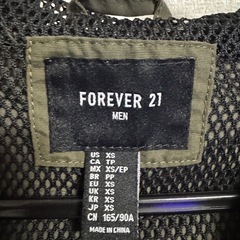 FOREVER 21
MEN
US XS
CA TP
MX XS/EP
BR PP
EU XS
UK XS
KR XS
JP XS
CN 165/90A
MADE IN CHINA